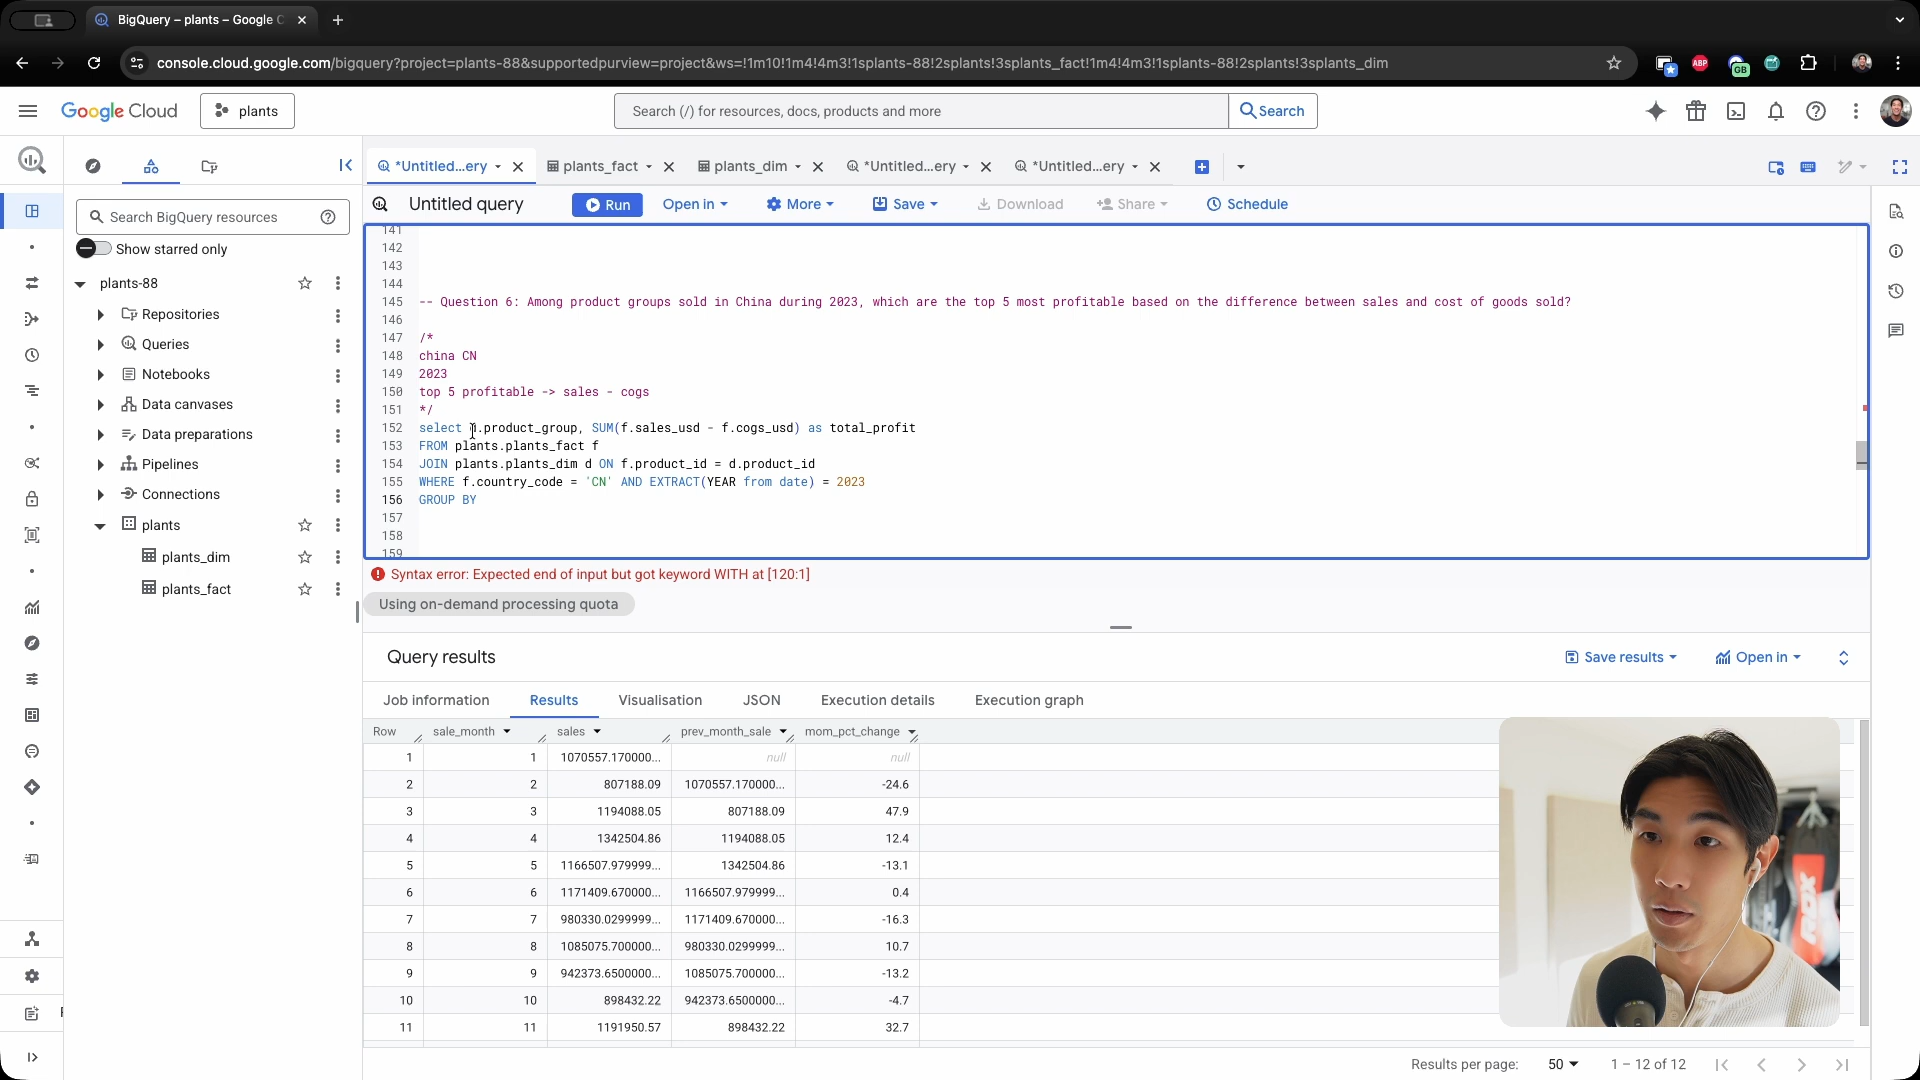 BigQuery – plants – Google C
console.cloud.google.com/bigquery?project=plants-88&supportedpurview=project&ws=!1m10!1m4!4m3!1splants-88!2splants!3splants_fact!1m4!4m3!1splants-88!2splants!3splants_dim
ABP
GB
Google Cloud
plants
Search (/) for resources, docs, products and more
Search
*Untitled...ery
plants_fact
plants_dim
*Untitled...ery
*Untitled...ery
Untitled query
Run
Open in
More
Save
Download
Share
Schedule
Search BigQuery resources
Show starred only
plants-88
Repositories
Queries
Notebooks
Data canvases
Data preparations
Pipelines
Connections
plants
plants_dim
plants_fact
141
142
143
144
145 -- Question 6: Among product groups sold in China during 2023, which are the top 5 most profitable based on the difference between sales and cost of goods sold?
146
147 /*
148 china CN
149 2023
150 top 5 profitable -> sales - cogs
151 */
152 select d.product_group, SUM(f.sales_usd - f.cogs_usd) as total_profit
153 FROM plants.plants_fact f
154 JOIN plants.plants_dim d ON f.product_id = d.product_id
155 WHERE f.country_code = 'CN' AND EXTRACT(YEAR from date) = 2023
156 GROUP BY
157
158
159
Syntax error: Expected end of input but got keyword WITH at [120:1]
Using on-demand processing quota
Query results
Save results
Open in
Job information
Results
Visualisation
JSON
Execution details
Execution graph
Row sale_month sales prev_month_sale mom_pct_change
1 1 1070557.170000... null null
2 2 807188.09 1070557.170000... -24.6
3 3 1194088.05 807188.09 47.9
4 4 1342504.86 1194088.05 12.4
5 5 1166507.979999... 1342504.86 -13.1
6 6 1171409.670000... 1166507.979999... 0.4
7 7 980330.0299999... 1171409.670000... -16.3
8 8 1085075.700000... 980330.0299999... 10.7
9 9 942373.6500000... 1085075.700000... -13.2
10 10 898432.22 942373.6500000... -4.7
11 11 1191950.57 898432.22 32.7
RDX
Results per page: 50 1 – 12 of 12